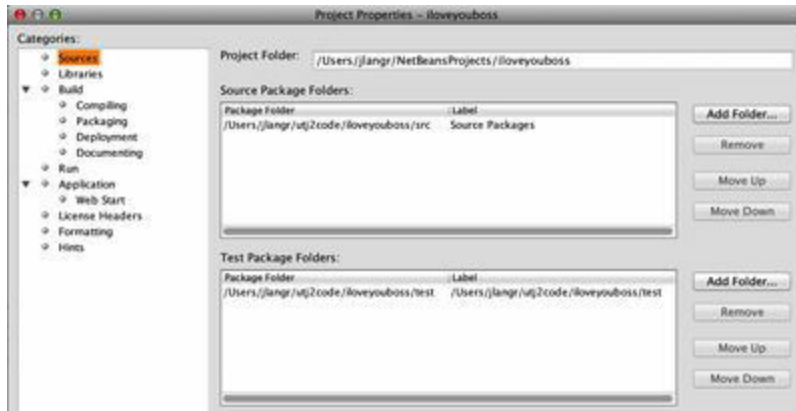 Project Properties - iloveyouboss
Categories:
Sources
Libraries
Build
Compiling
Packaging
Deployment
Documenting
Run
Application
Web Start
License Headers
Formatting
Hints
Project Folder: /Users/jlangr/NetBeansProjects/iloveyouboss
Source Package Folders:
Package Folder Label
/Users/jlangr/utj2code/iloveyouboss/src Source Packages
Add Folder...
Remove
Move Up
Move Down
Test Package Folders:
Package Folder Label
/Users/jlangr/utj2code/iloveyouboss/test /Users/jlangr/utj2code/iloveyouboss/test
Add Folder...
Remove
Move Up
Move Down